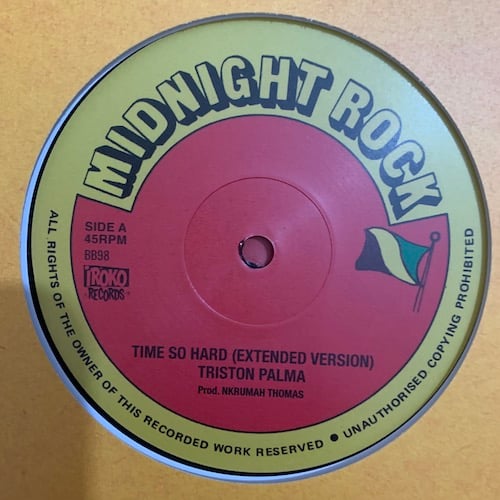 MIDNIGHT ROCK
SIDE A
45RPM
BB98
IROKO
RECORDS
TIME SO HARD (EXTENDED VERSION)
TRISTON PALMA
Prod. NKRUMAH THOMAS
ALL RIGHTS OF THE OWNER OF THIS RECORDED WORK RESERVED • UNAUTHORISED COPYING PROHIBITED